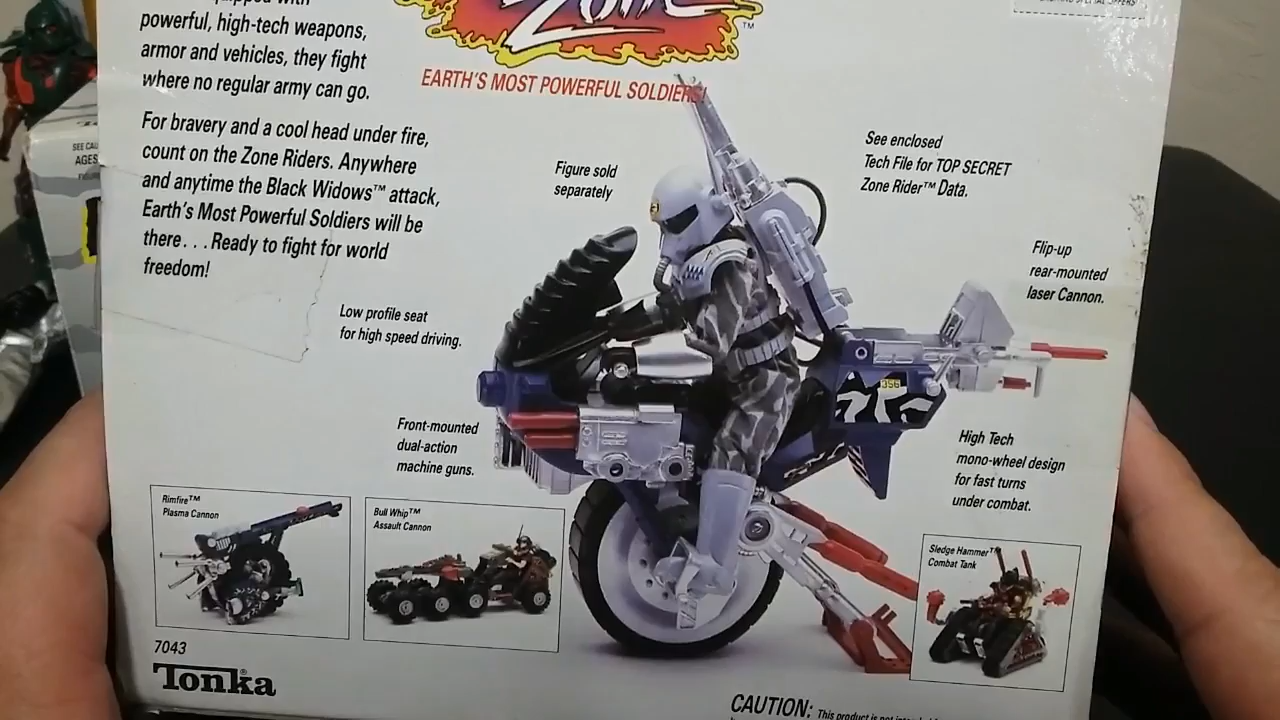 with
powerful, high-tech weapons,
armor and vehicles, they fight
where no regular army can go.
Zone™
EARTH'S MOST POWERFUL SOLDIERS!
For bravery and a cool head under fire,
count on the Zone Riders. Anywhere
and anytime the Black Widows™ attack,
Earth's Most Powerful Soldiers will be
there. . . Ready to fight for world
freedom!
Figure sold
separately
See enclosed
Tech File for TOP SECRET
Zone Rider™ Data.
Flip-up
rear-mounted
laser Cannon.
Low profile seat
for high speed driving.
Front-mounted
dual-action
machine guns.
High Tech
mono-wheel design
for fast turns
under combat.
356
Rimfire™
Plasma Cannon
Bull Whip™
Assault Cannon
Sledge Hammer™
Combat Tank
7043
Tonka®
CAUTION: This product is not
SEE
AGES